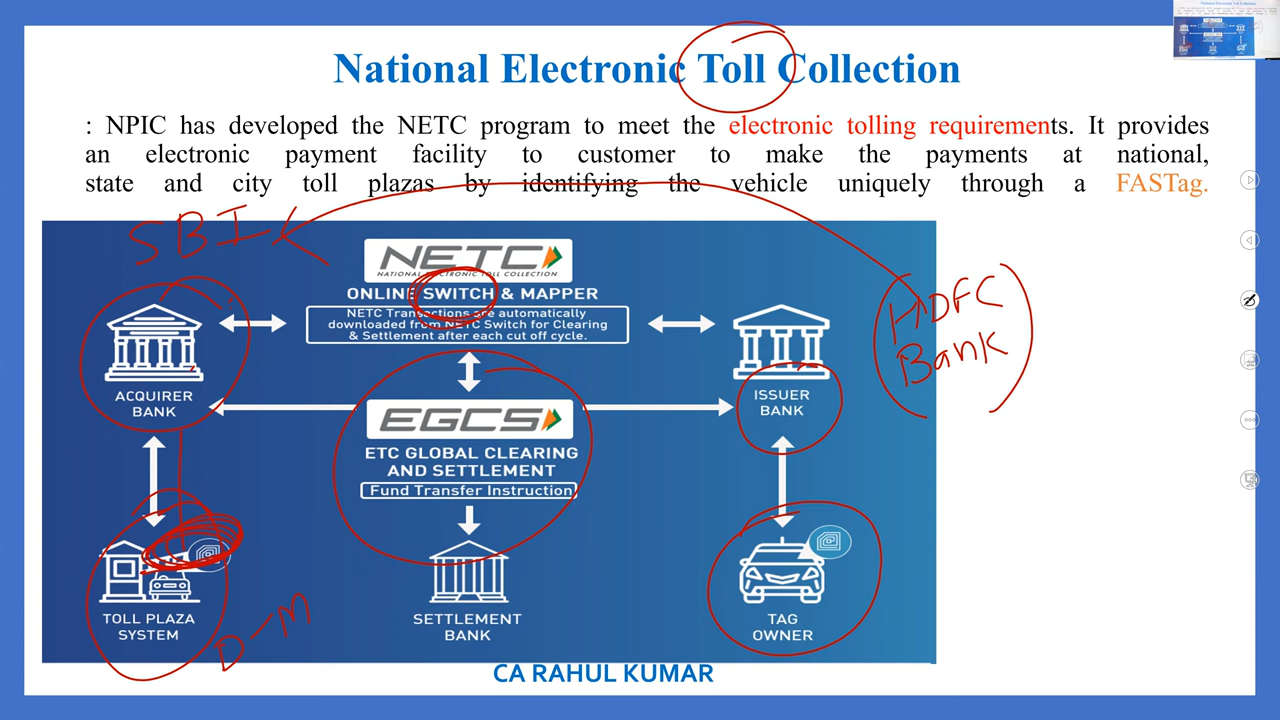 National Electronic Toll Collection
: NPIC has developed the NETC program to meet the electronic tolling requirements. It provides
an electronic payment facility to customer to make the payments at national,
state and city toll plazas by identifying the vehicle uniquely through a FASTag.
SBI
HDFC
Bank
NETC
NATIONAL ELECTRONIC TOLL COLLECTION
ONLINE SWITCH & MAPPER
NETC Transactions are automatically
downloaded from NETC Switch for Clearing
& Settlement after each cut off cycle.
ACQUIRER
BANK
ISSUER
BANK
EGCS
ETC GLOBAL CLEARING
AND SETTLEMENT
Fund Transfer Instruction
TOLL PLAZA
SYSTEM
D-M
SETTLEMENT
BANK
TAG
OWNER
CA RAHUL KUMAR